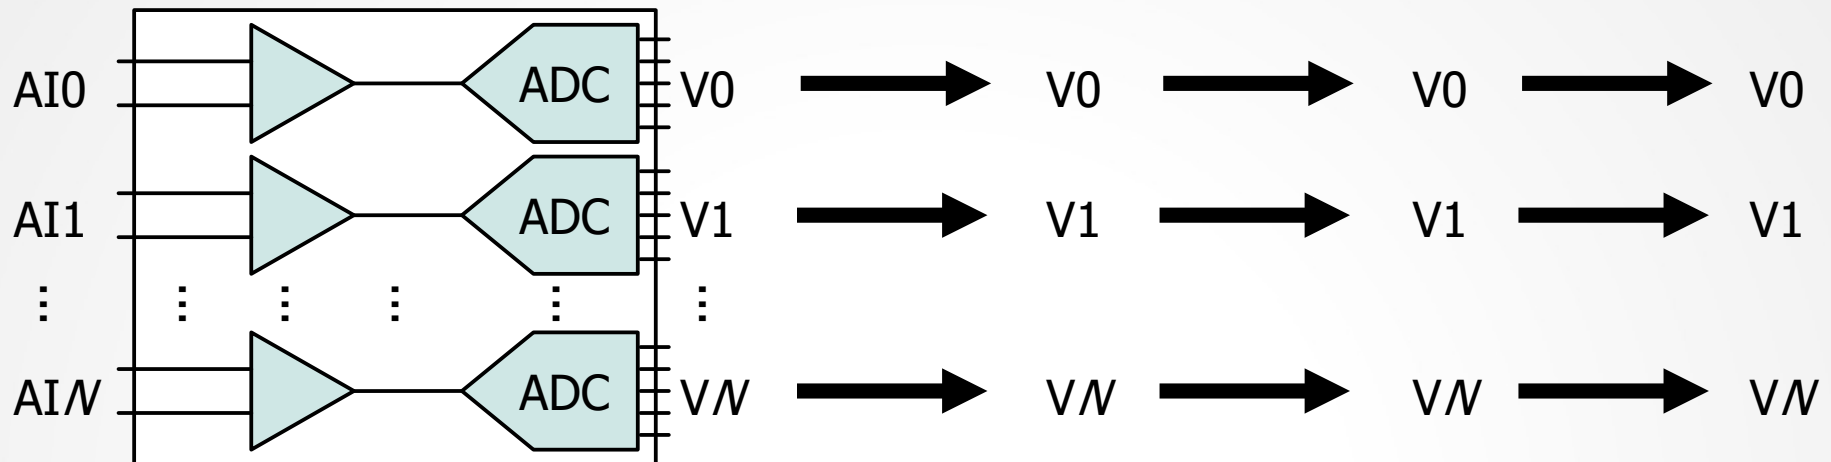 AI0 ADC V0 V0 V0 V0
AI1 ADC V1 V1 V1 V1
⋮ ⋮ ⋮ ⋮ ⋮ ⋮
AIN ADC VN VN VN VN